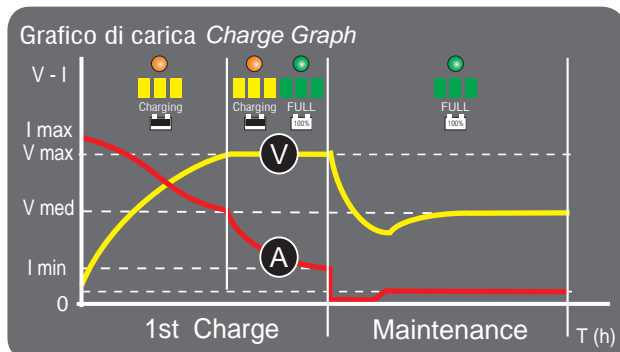 Grafico di carica Charge Graph
V - I
Charging
Charging FULL
100%
FULL
100%
I max
V max
V
V med
I min
A
0
1st Charge
Maintenance
T (h)